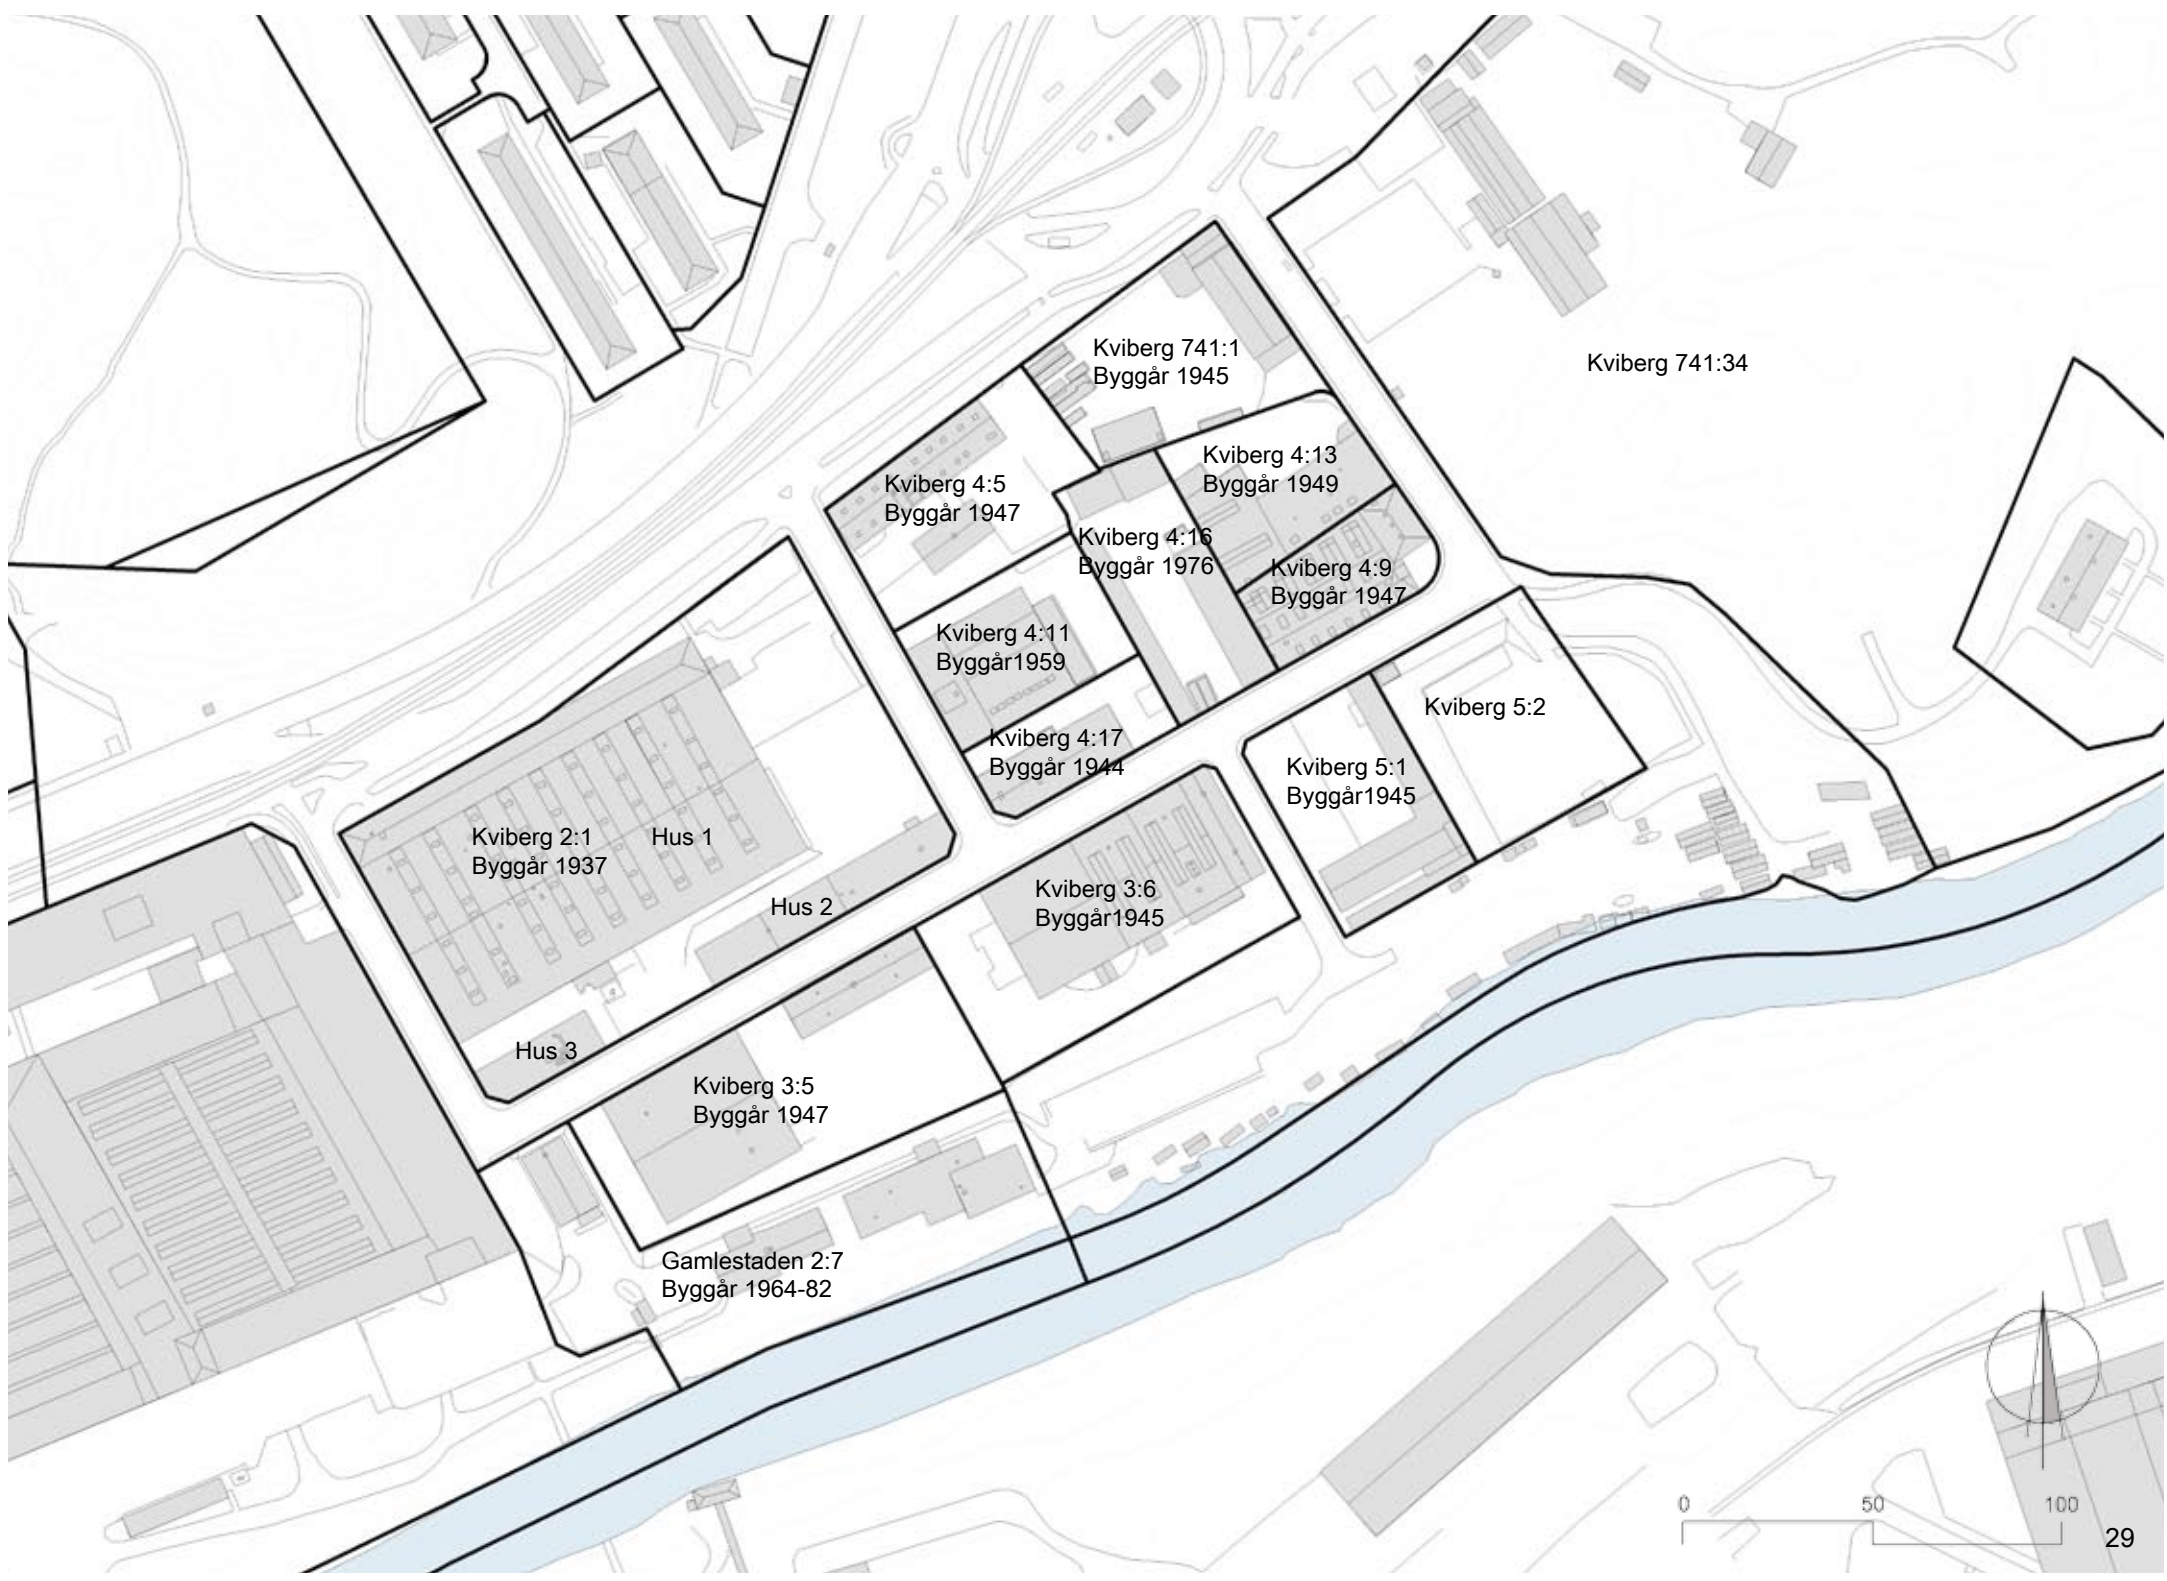 Kviberg 741:1
Byggår 1945
Kviberg 741:34
Kviberg 4:13
Byggår 1949
Kviberg 4:5
Byggår 1947
Kviberg 4:16
Byggår 1976
Kviberg 4:9
Byggår 1947
Kviberg 4:11
Byggår1959
Kviberg 5:2
Kviberg 4:17
Byggår 1944
Kviberg 5:1
Byggår1945
Kviberg 2:1
Byggår 1937
Hus 1
Kviberg 3:6
Byggår1945
Hus 2
Hus 3
Kviberg 3:5
Byggår 1947
Gamlestaden 2:7
Byggår 1964-82
0 50 100
29